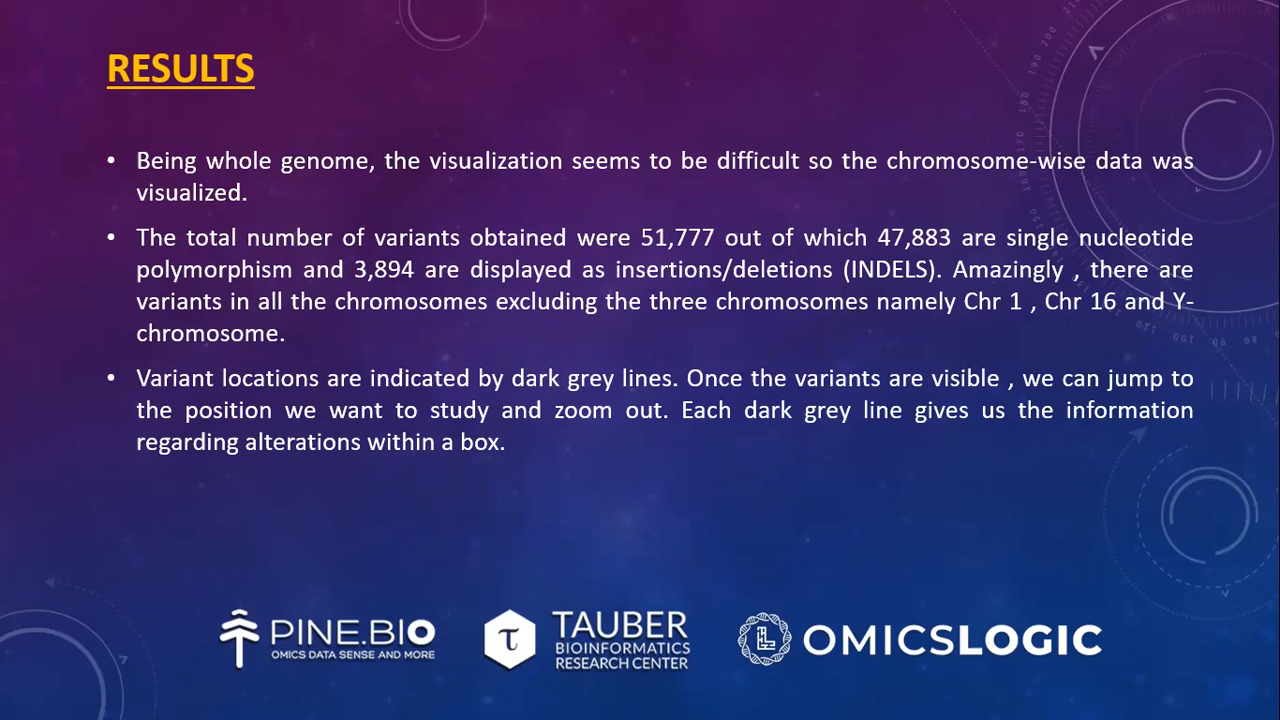 RESULTS
• Being whole genome, the visualization seems to be difficult so the chromosome-wise data was
visualized.
• The total number of variants obtained were 51,777 out of which 47,883 are single nucleotide
polymorphism and 3,894 are displayed as insertions/deletions (INDELS). Amazingly , there are
variants in all the chromosomes excluding the three chromosomes namely Chr 1 , Chr 16 and Y-
chromosome.
• Variant locations are indicated by dark grey lines. Once the variants are visible , we can jump to
the position we want to study and zoom out. Each dark grey line gives us the information
regarding alterations within a box.
PINE.BIO
OMICS DATA SENSE AND MORE
τ
TAUBER
BIOINFORMATICS
RESEARCH CENTER
OMICSLOGIC